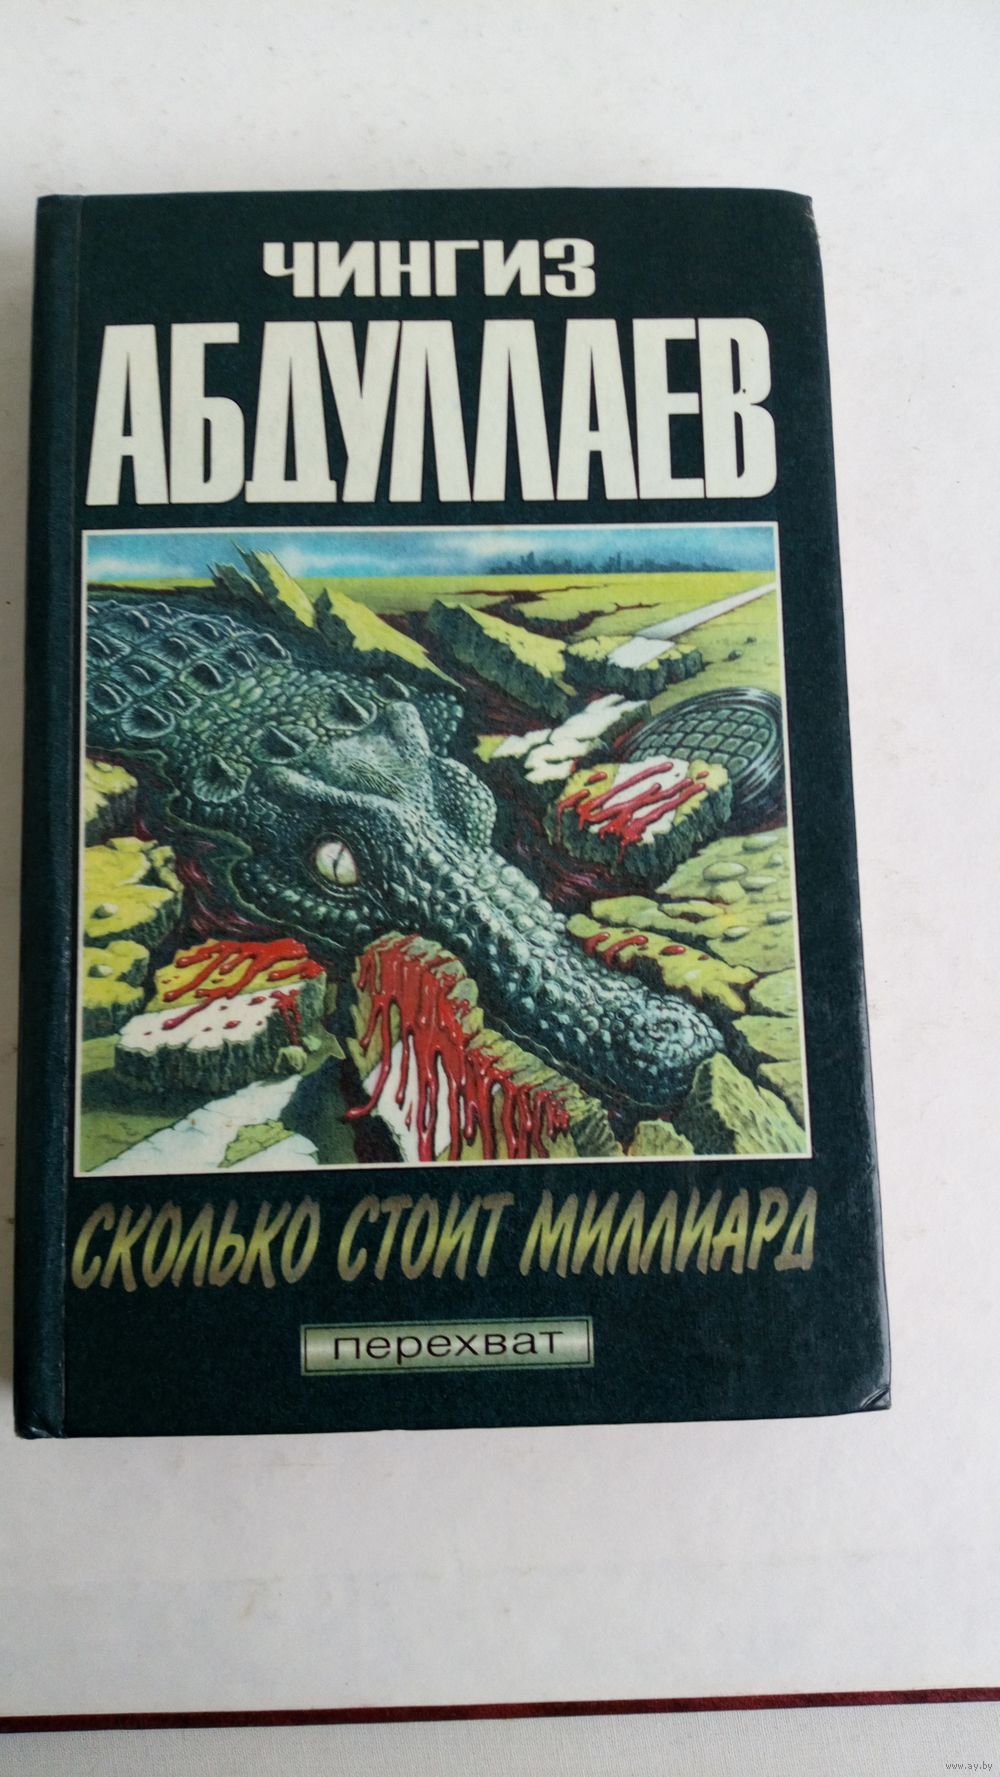 ЧИНГИЗ
АБДУЛЛАЕВ
СКОЛЬКО СТОИТ МИЛЛИАРД
перехват
www.ay.by